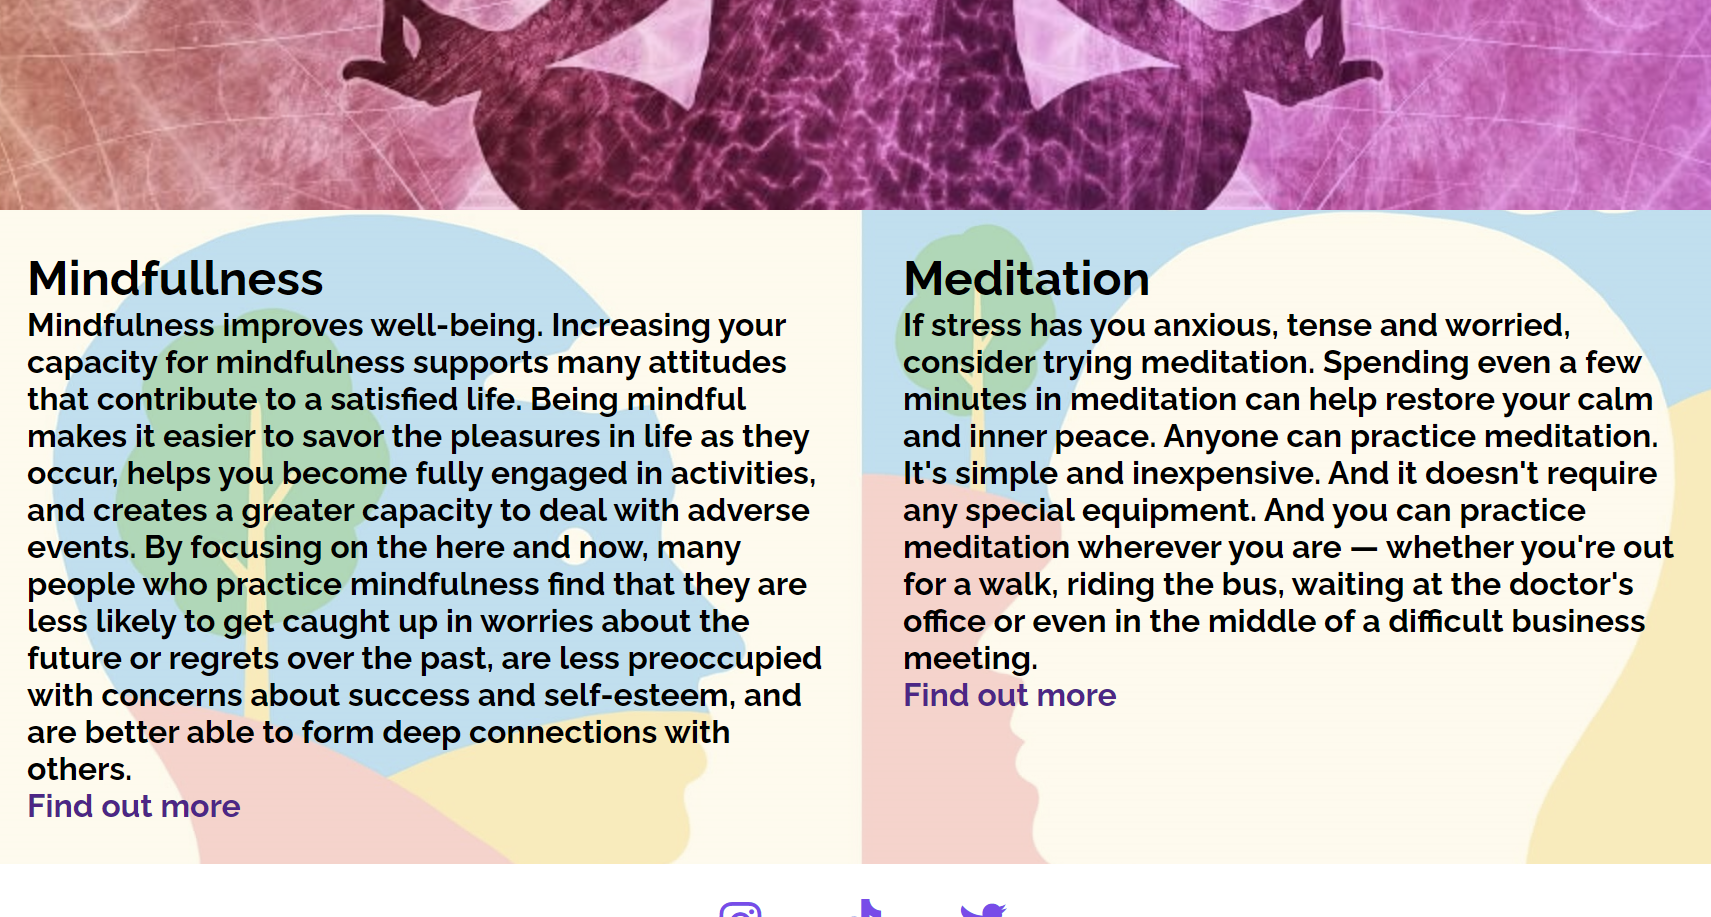 Mindfullness
Mindfulness improves well-being. Increasing your
capacity for mindfulness supports many attitudes
that contribute to a satisfied life. Being mindful
makes it easier to savor the pleasures in life as they
occur, helps you become fully engaged in activities,
and creates a greater capacity to deal with adverse
events. By focusing on the here and now, many
people who practice mindfulness find that they are
less likely to get caught up in worries about the
future or regrets over the past, are less preoccupied
with concerns about success and self-esteem, and
are better able to form deep connections with
others.
Find out more
Meditation
If stress has you anxious, tense and worried,
consider trying meditation. Spending even a few
minutes in meditation can help restore your calm
and inner peace. Anyone can practice meditation.
It's simple and inexpensive. And it doesn't require
any special equipment. And you can practice
meditation wherever you are — whether you're out
for a walk, riding the bus, waiting at the doctor's
office or even in the middle of a difficult business
meeting.
Find out more